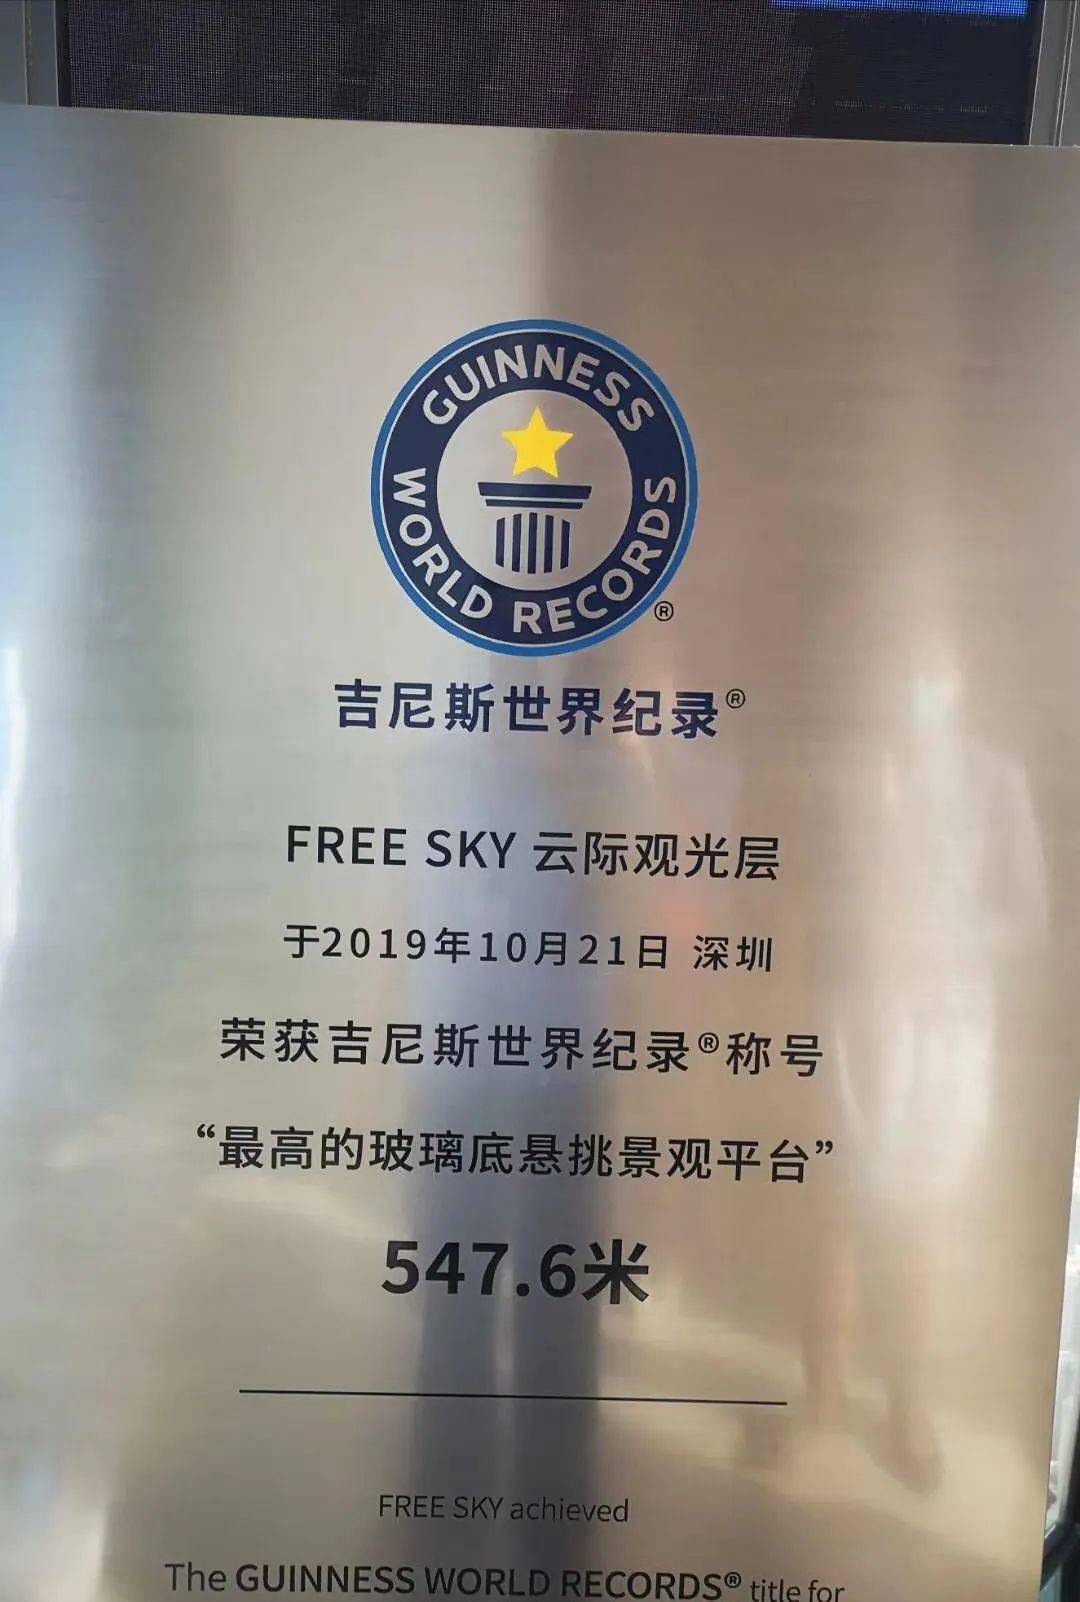 GUINNESS
WORLD RECORDS®
吉尼斯世界纪录®
FREE SKY 云际观光层
于2019年10月21日 深圳
荣获吉尼斯世界纪录®称号
“最高的玻璃底悬挑景观平台”
547.6米
FREE SKY achieved
The GUINNESS WORLD RECORDS® title for